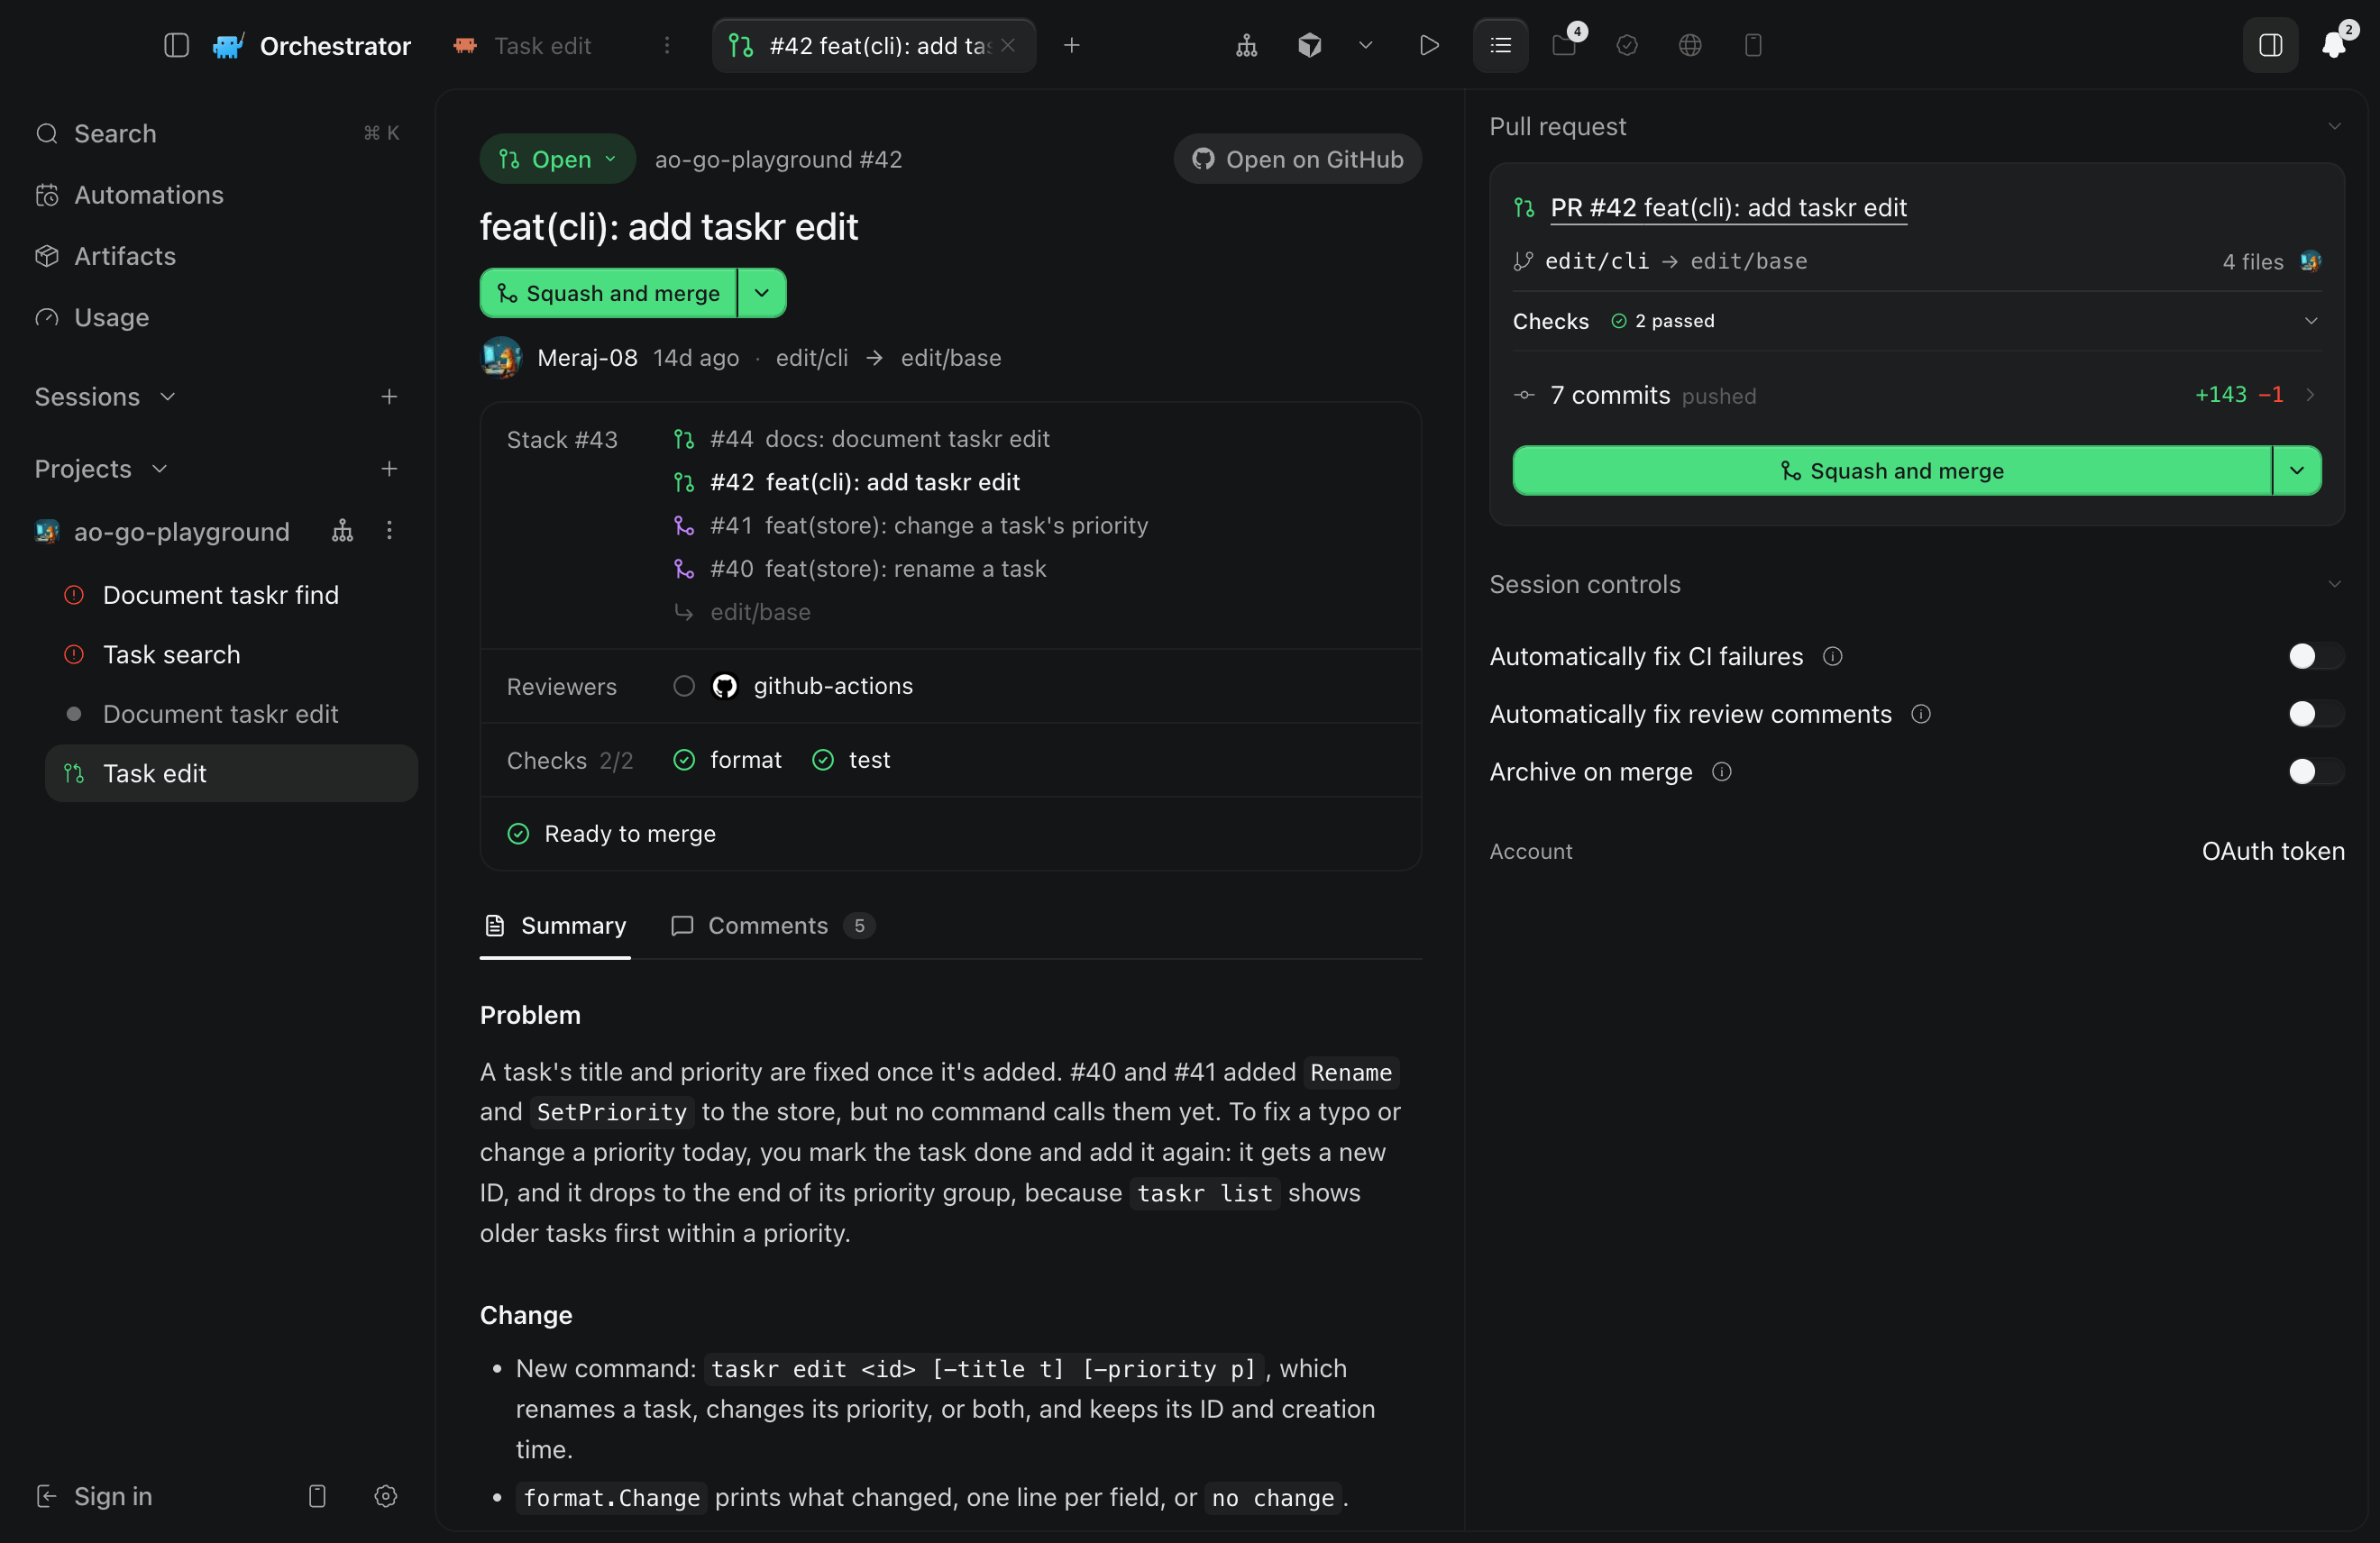 Orchestrator
Task edit
#42 feat(cli): add tas
4
2
Search ⌘ K
Automations
Artifacts
Usage
Sessions
Projects
ao-go-playground
Document taskr find
Task search
Document taskr edit
Task edit
Sign in
Open
ao-go-playground #42
Open on GitHub
feat(cli): add taskr edit
Squash and merge
Meraj-08 14d ago · edit/cli → edit/base
Stack #43
#44 docs: document taskr edit
#42 feat(cli): add taskr edit
#41 feat(store): change a task's priority
#40 feat(store): rename a task
edit/base
Reviewers github-actions
Checks 2/2 format test
Ready to merge
Summary
Comments 5
Problem
A task's title and priority are fixed once it's added. #40 and #41 added Rename
and SetPriority to the store, but no command calls them yet. To fix a typo or
change a priority today, you mark the task done and add it again: it gets a new
ID, and it drops to the end of its priority group, because taskr list shows
older tasks first within a priority.
Change
• New command: taskr edit <id> [-title t] [-priority p], which
renames a task, changes its priority, or both, and keeps its ID and creation
time.
• format.Change prints what changed, one line per field, or no change.
Pull request
PR #42 feat(cli): add taskr edit
edit/cli → edit/base 4 files
Checks 2 passed
7 commits pushed +143 −1
Squash and merge
Session controls
Automatically fix CI failures
Automatically fix review comments
Archive on merge
Account OAuth token